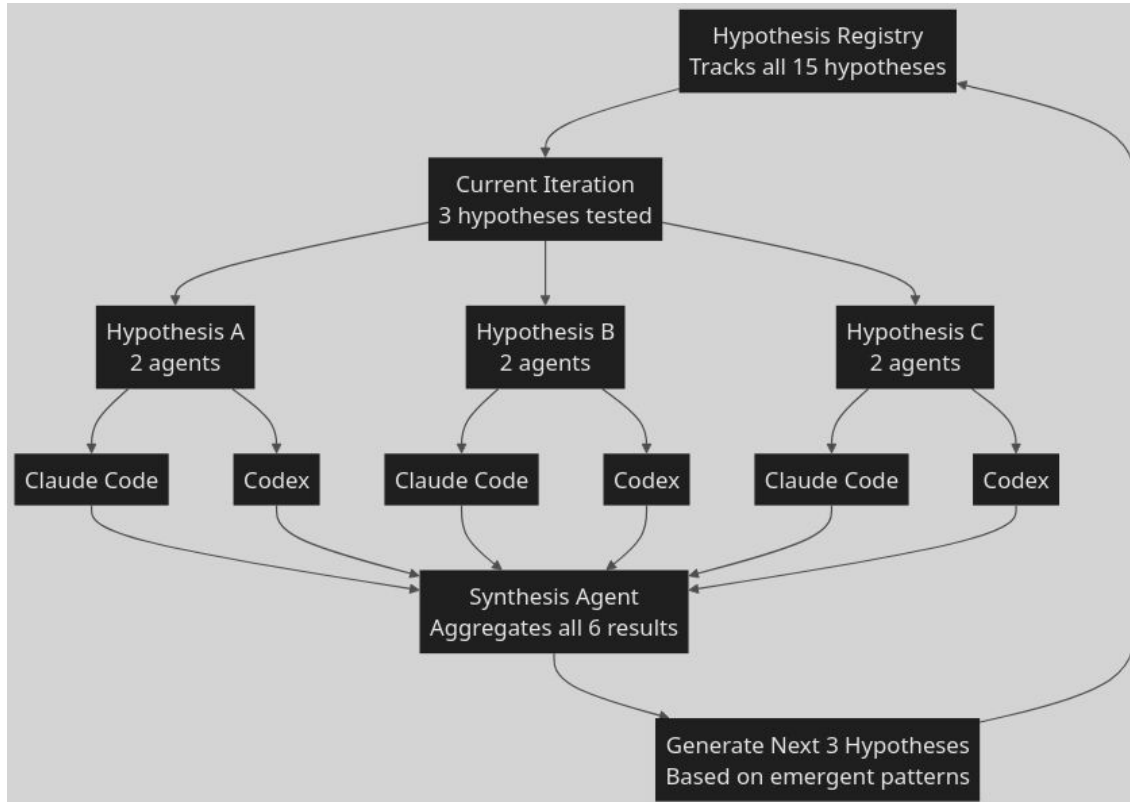 Hypothesis Registry
Tracks all 15 hypotheses
Current Iteration
3 hypotheses tested
Hypothesis A
2 agents
Hypothesis B
2 agents
Hypothesis C
2 agents
Claude Code
Codex
Claude Code
Codex
Claude Code
Codex
Synthesis Agent
Aggregates all 6 results
Generate Next 3 Hypotheses
Based on emergent patterns